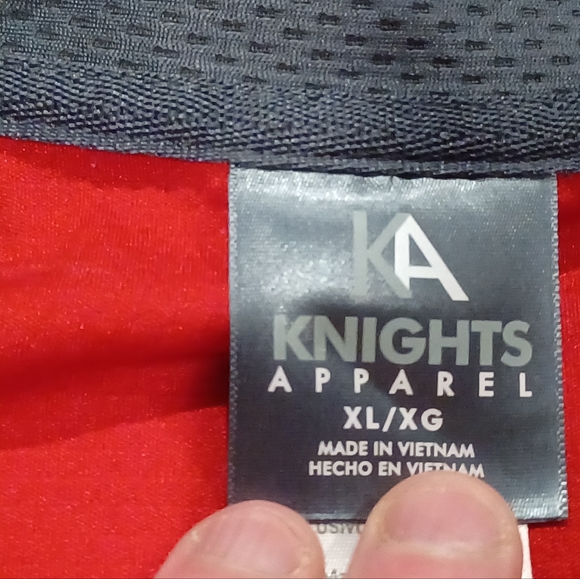 KA
KNIGHTS
APPAREL
XL/XG
MADE IN VIETNAM
HECHO EN VIETNAM